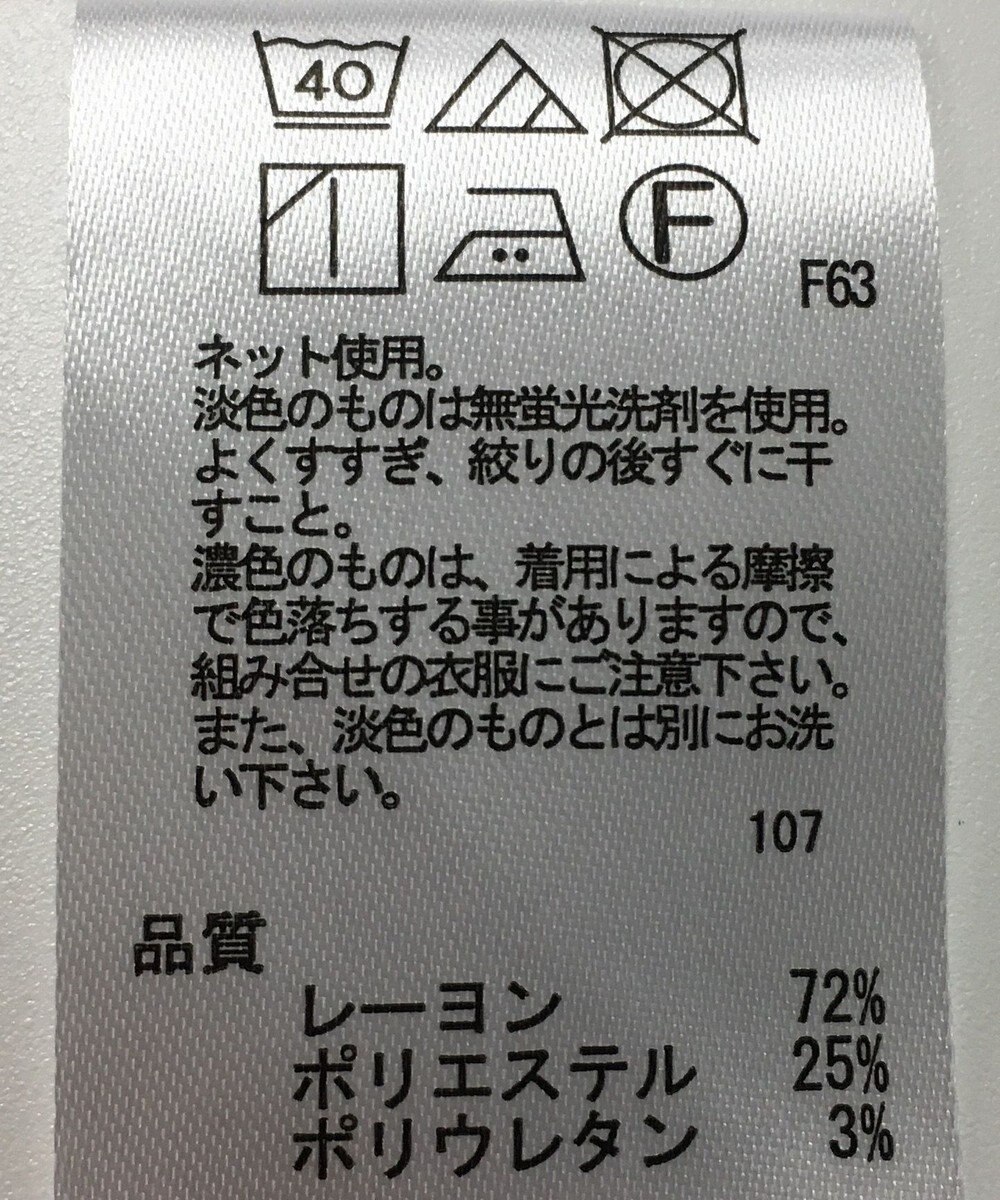 40
F
F63
ネット使用。
淡色のものは無蛍光洗剤を使用。
よくすすぎ、絞りの後すぐに干
すこと。
濃色のものは、着用による摩擦
で色落ちする事がありますので、
組み合せの衣服にご注意下さい。
また、淡色のものとは別にお洗
い下さい。
107
品質
レーヨン 72%
ポリエステル 25%
ポリウレタン 3%